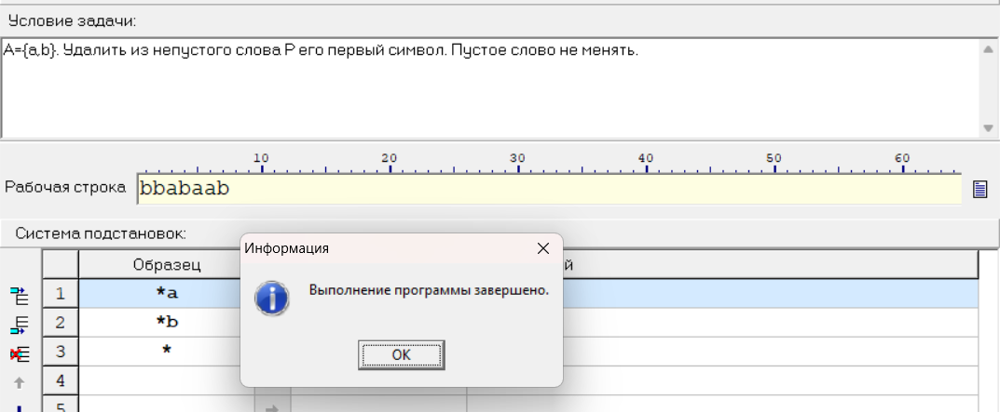 Условие задачи:
A={a,b}. Удалить из непустого слова P его первый символ. Пустое слово не менять.
10 20 30 40 50 60
Рабочая строка bbabaab
Система подстановок:
Информация
Образец й
Выполнение программы завершено.
1 *a
2 *b
3 *
OK
4
5